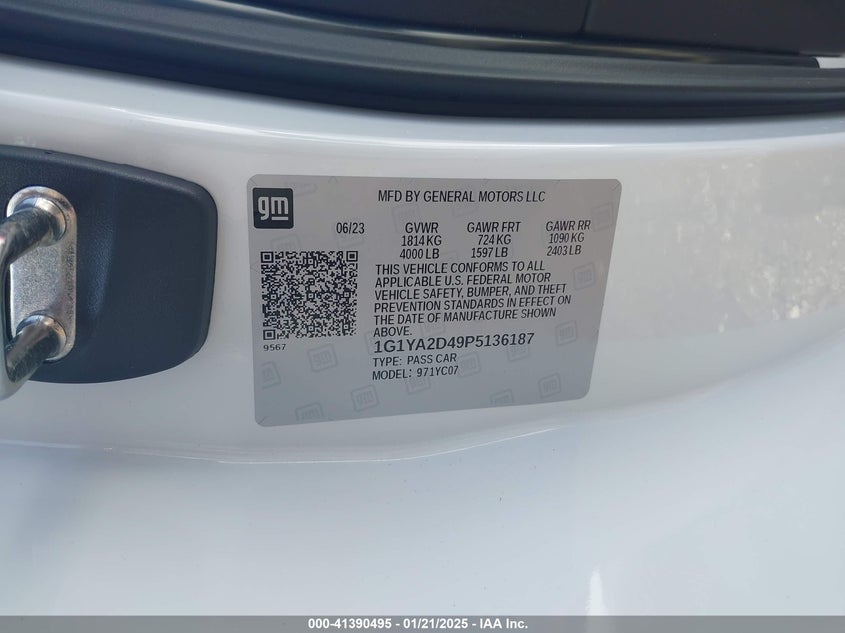 gm
MFD BY GENERAL MOTORS LLC
06/23 GVWR GAWR FRT GAWR RR
1814 KG 724 KG 1090 KG
4000 LB 1597 LB 2403 LB
THIS VEHICLE CONFORMS TO ALL
APPLICABLE U.S. FEDERAL MOTOR
VEHICLE SAFETY, BUMPER, AND THEFT
PREVENTION STANDARDS IN EFFECT ON
THE DATE OF MANUFACTURE SHOWN
ABOVE.
9567
1G1YA2D49P5136187
TYPE: PASS CAR
MODEL: 971YC07
000-41390495 - 01/21/2025 - IAA Inc.